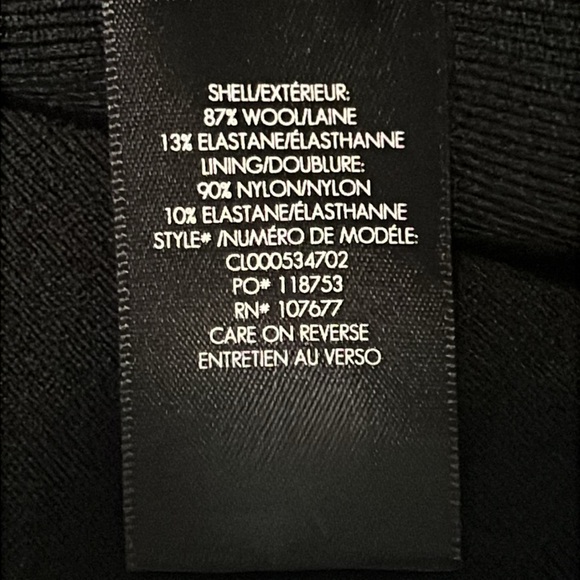 SHELL/EXTÉRIEUR:
87% WOOL/LAINE
13% ELASTANE/ÉLASTHANNE
LINING/DOUBLURE:
90% NYLON/NYLON
10% ELASTANE/ÉLASTHANNE
STYLE# /NUMÉRO DE MODÉLE:
CL000534702
PO# 118753
RN# 107677
CARE ON REVERSE
ENTRETIEN AU VERSO